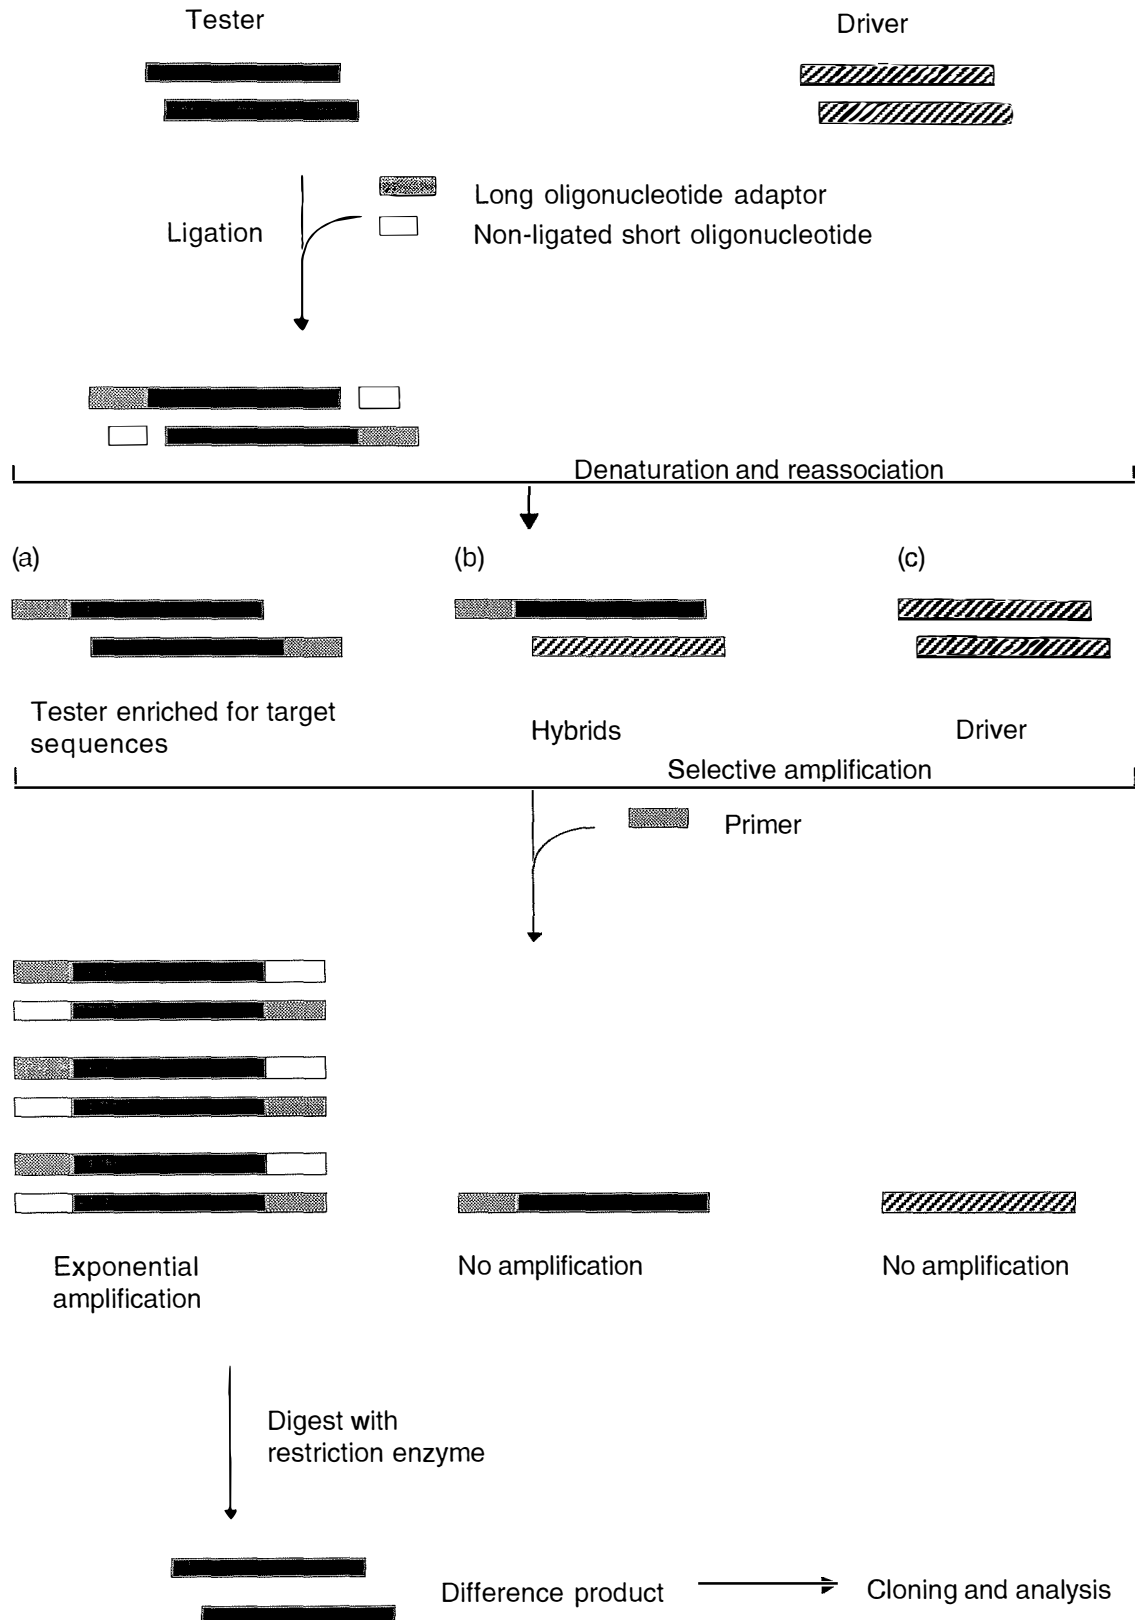 Tester
Driver
Long oligonucleotide adaptor
Ligation
Non-ligated short oligonucleotide
Denaturation and reassociation
(a)
(b)
(c)
Tester enriched for target
sequences
Hybrids
Driver
Selective amplification
Primer
Exponential
amplification
No amplification
No amplification
Digest with
restriction enzyme
Difference product
Cloning and analysis